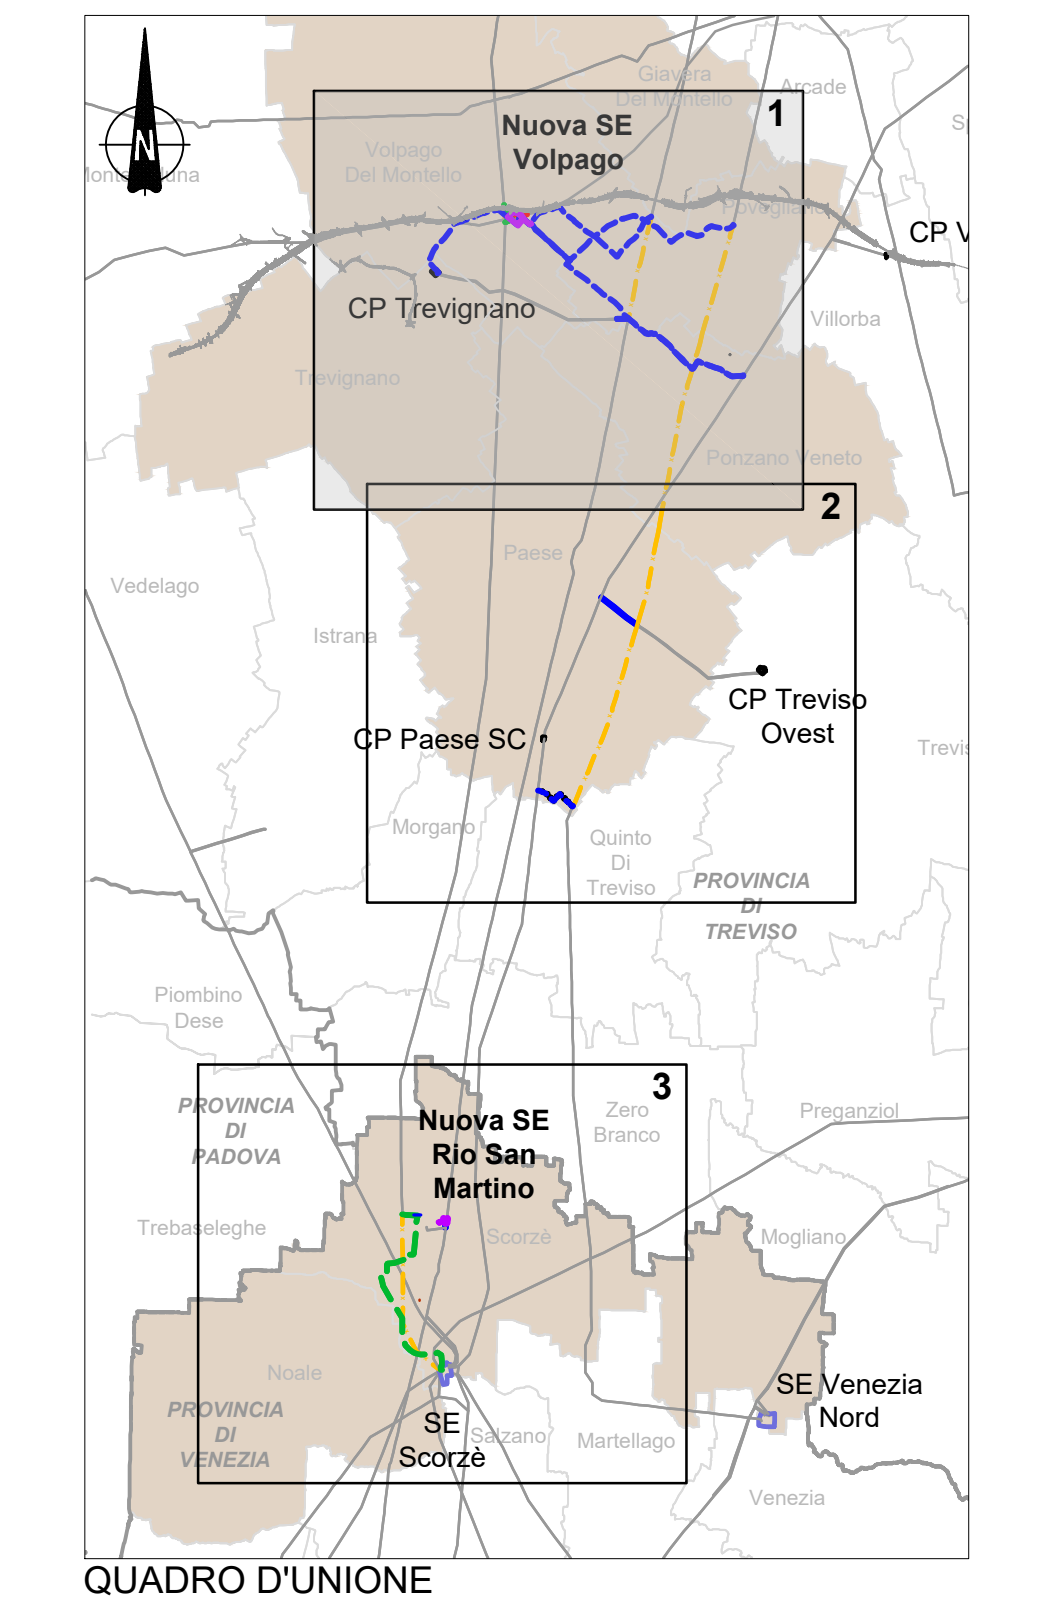 Giavera
Del Montello
Arcade
1
Nuova SE
Volpago
Volpago
Del Montello
N
Povegliano
CP V
CP Trevignano
Villorba
Trevignano
Ponzano Veneto
2
Paese
Vedelago
Istrana
CP Treviso
Ovest
CP Paese SC
Morgano
Quinto
Di
Treviso
PROVINCIA
DI
TREVISO
Piombino
Dese
3
PROVINCIA
DI
PADOVA
Nuova SE
Rio San
Martino
Zero
Branco
Preganziol
Trebaseleghe
Scorzè
Mogliano
Noale
SE Venezia
Nord
PROVINCIA
DI
VENEZIA
SE
Scorzè
Salzano
Martellago
Venezia
QUADRO D'UNIONE